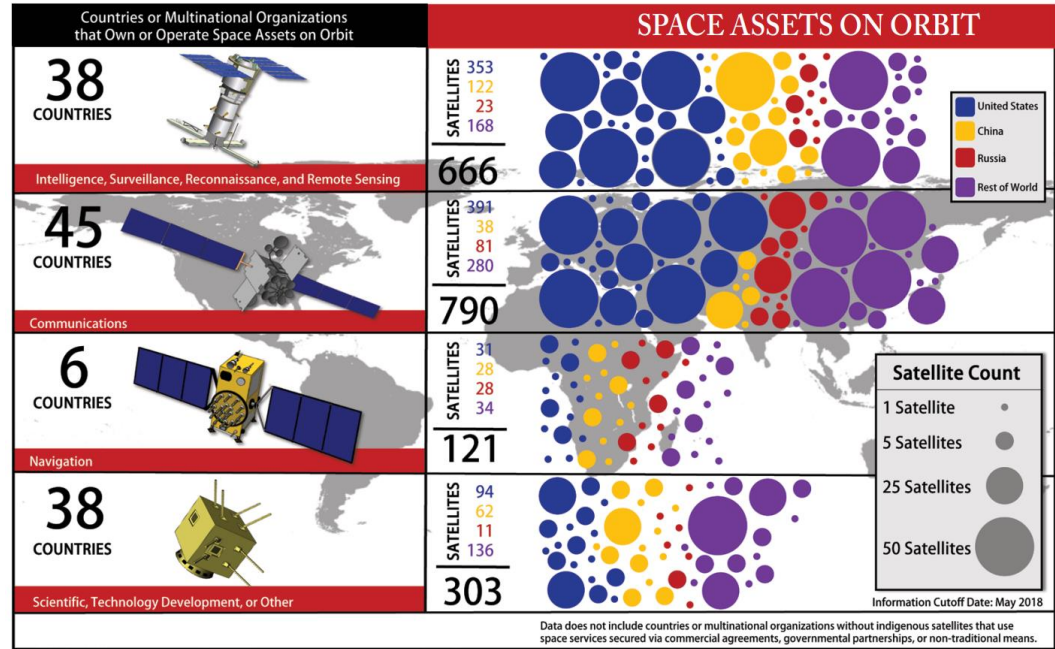 Countries or Multinational Organizations
that Own or Operate Space Assets on Orbit
SPACE ASSETS ON ORBIT
38
COUNTRIES
Intelligence, Surveillance, Reconnaissance, and Remote Sensing
SATELLITES
353
122
23
168
666
United States
China
Russia
Rest of World
45
COUNTRIES
Communications
SATELLITES
391
38
81
280
790
6
COUNTRIES
Navigation
SATELLITES
31
28
28
34
121
Satellite Count
1 Satellite
5 Satellites
25 Satellites
50 Satellites
38
COUNTRIES
Scientific, Technology Development, or Other
SATELLITES
94
62
11
136
303
Information Cutoff Date: May 2018
Data does not include countries or multinational organizations without indigenous satellites that use
space services secured via commercial agreements, governmental partnerships, or non-traditional means.